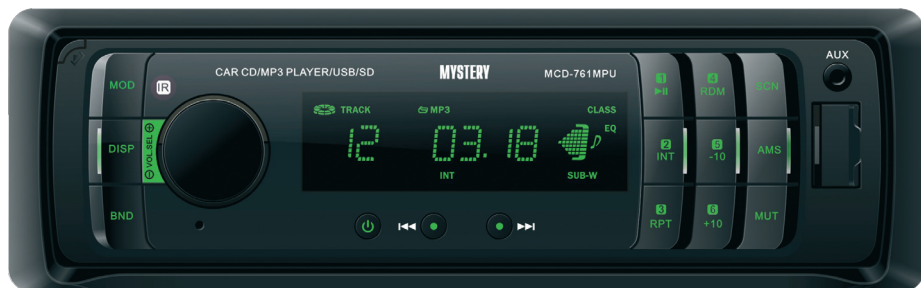 AUX
CAR CD/MP3 PLAYER/USB/SD MYSTERY MCD-761MPU
MOD
IR
DISP
VOL.SEL
BND
TRACK MP3 CLASS
12 03.18 EQ
INT SUB-W
1 4 SCN
RDM
2 5 AMS
INT -10
3 6 MUT
RPT +10